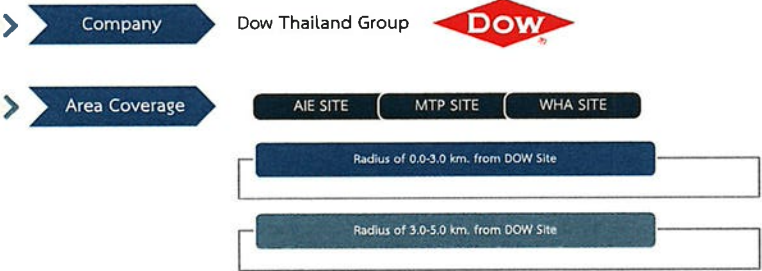 Company
Dow Thailand Group
DOW
Area Coverage
AIE SITE
MTP SITE
WHA SITE
Radius of 0.0-3.0 km. from DOW Site
Radius of 3.0-5.0 km. from DOW Site